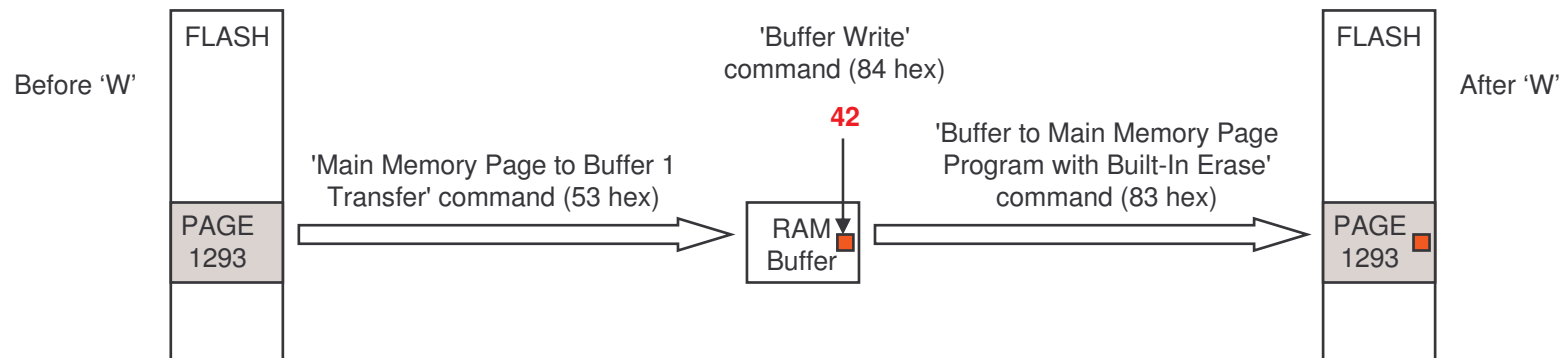 Before ‘W’
FLASH
PAGE
1293
'Main Memory Page to Buffer 1
Transfer' command (53 hex)
'Buffer Write'
command (84 hex)
42
RAM
Buffer
'Buffer to Main Memory Page
Program with Built-In Erase'
command (83 hex)
FLASH
PAGE
1293
After ‘W’